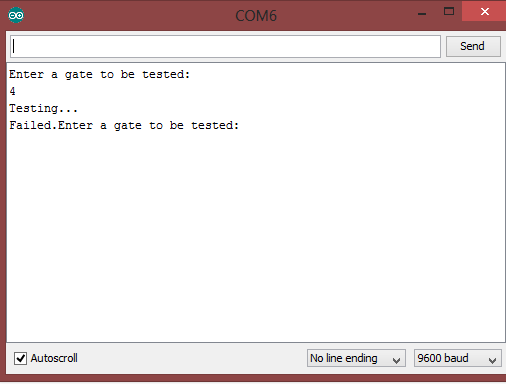 COM6
Send
Enter a gate to be tested:
4
Testing...
Failed.Enter a gate to be tested:
Autoscroll
No line ending
9600 baud